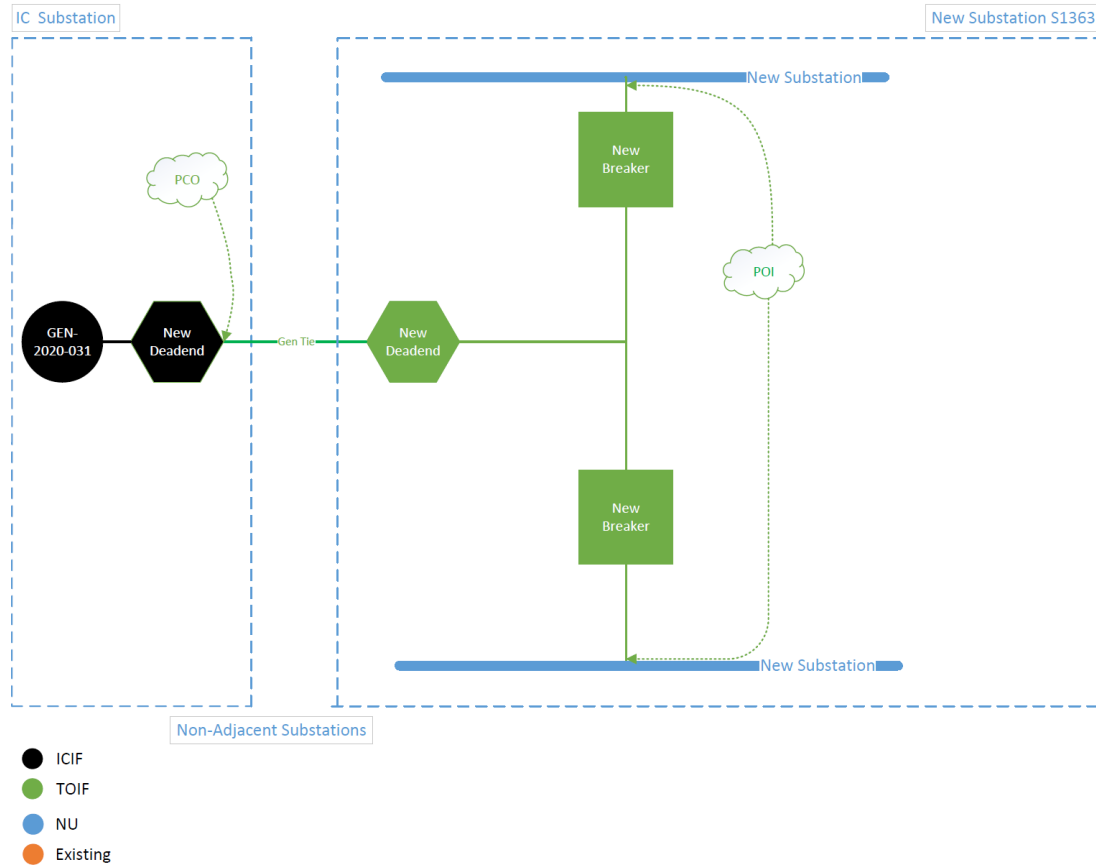 IC  Substation
New Substation S1363
New Substation
New
Breaker
PCO
POI
GEN-
2020-031
New
Deadend
Gen Tie
New
Deadend
New
Breaker
New Substation
Non-Adjacent Substations
ICIF
TOIF
NU
Existing